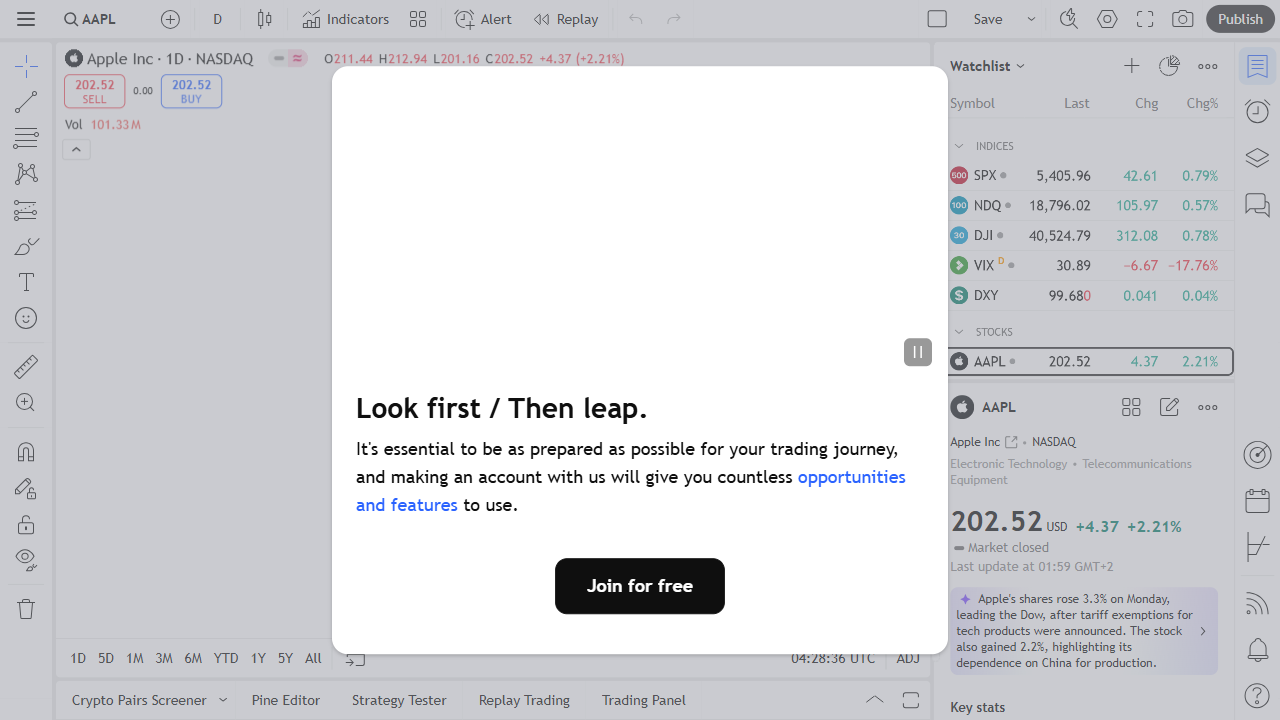 AAPL D Indicators Alert Replay Save Publish
Apple Inc · 1D · NASDAQ O211.44 H212.94 L201.16 C202.52 +4.37 (+2.21%)
202.52 SELL 0.00 202.52 BUY
Vol 101.33M
Look first / Then leap.
It's essential to be as prepared as possible for your trading journey,
and making an account with us will give you countless opportunities
and features to use.
Join for free
1D 5D 1M 3M 6M YTD 1Y 5Y All 04:28:36 UTC ADJ
Crypto Pairs Screener Pine Editor Strategy Tester Replay Trading Trading Panel
Watchlist
Symbol Last Chg Chg%
INDICES
500 SPX 5,405.96 42.61 0.79%
100 NDQ 18,796.02 105.97 0.57%
30 DJI 40,524.79 312.08 0.78%
VIX D 30.89 −6.67 −17.76%
$ DXY 99.680 0.041 0.04%
STOCKS
AAPL 202.52 4.37 2.21%
AAPL
Apple Inc • NASDAQ
Electronic Technology • Telecommunications
Equipment
202.52 USD +4.37 +2.21%
Market closed
Last update at 01:59 GMT+2
Apple's shares rose 3.3% on Monday,
leading the Dow, after tariff exemptions for
tech products were announced. The stock
also gained 2.2%, highlighting its
dependence on China for production.
Key stats